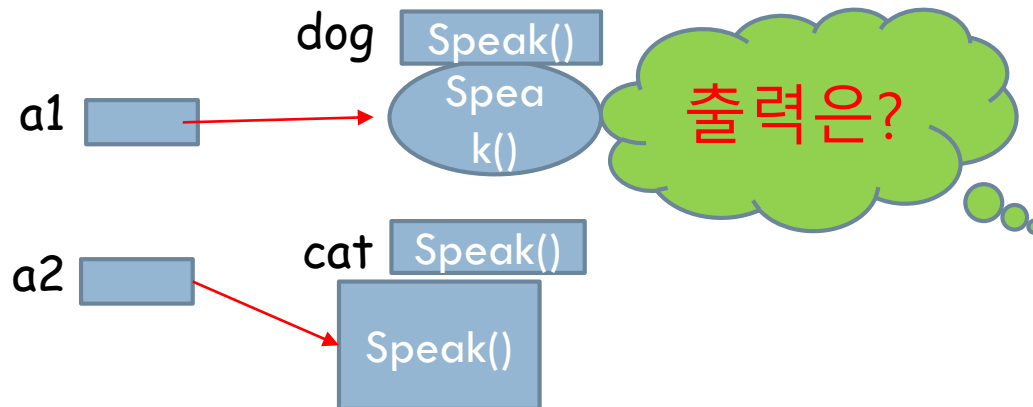 dog
Speak()
a1
Spea
k()
출력은?
a2
cat
Speak()
Speak()